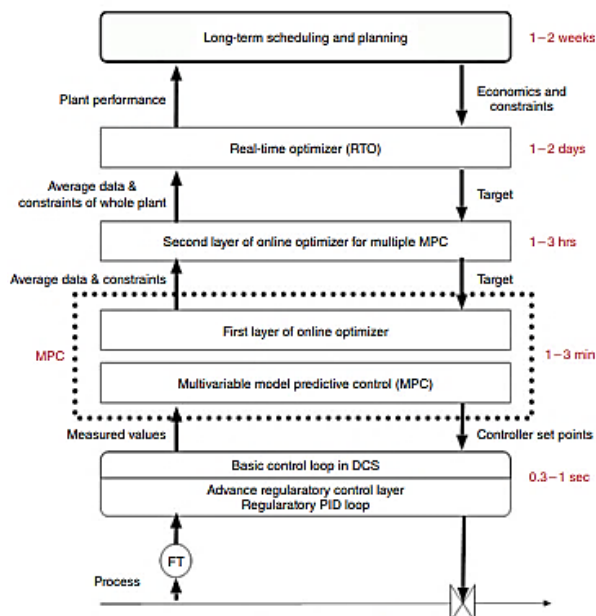 Long-term scheduling and planning
1–2 weeks
Plant performance
Economics and
constraints
Real-time optimizer (RTO)
1–2 days
Average data &
constraints of whole plant
Target
Second layer of online optimizer for multiple MPC
1–3 hrs
Average data & constraints
Target
First layer of online optimizer
MPC
1–3 min
Multivariable model predictive control (MPC)
Measured values
Controller set points
Basic control loop in DCS
0.3–1 sec
Advance regularatory control layer
Regularatory PID loop
FT
Process